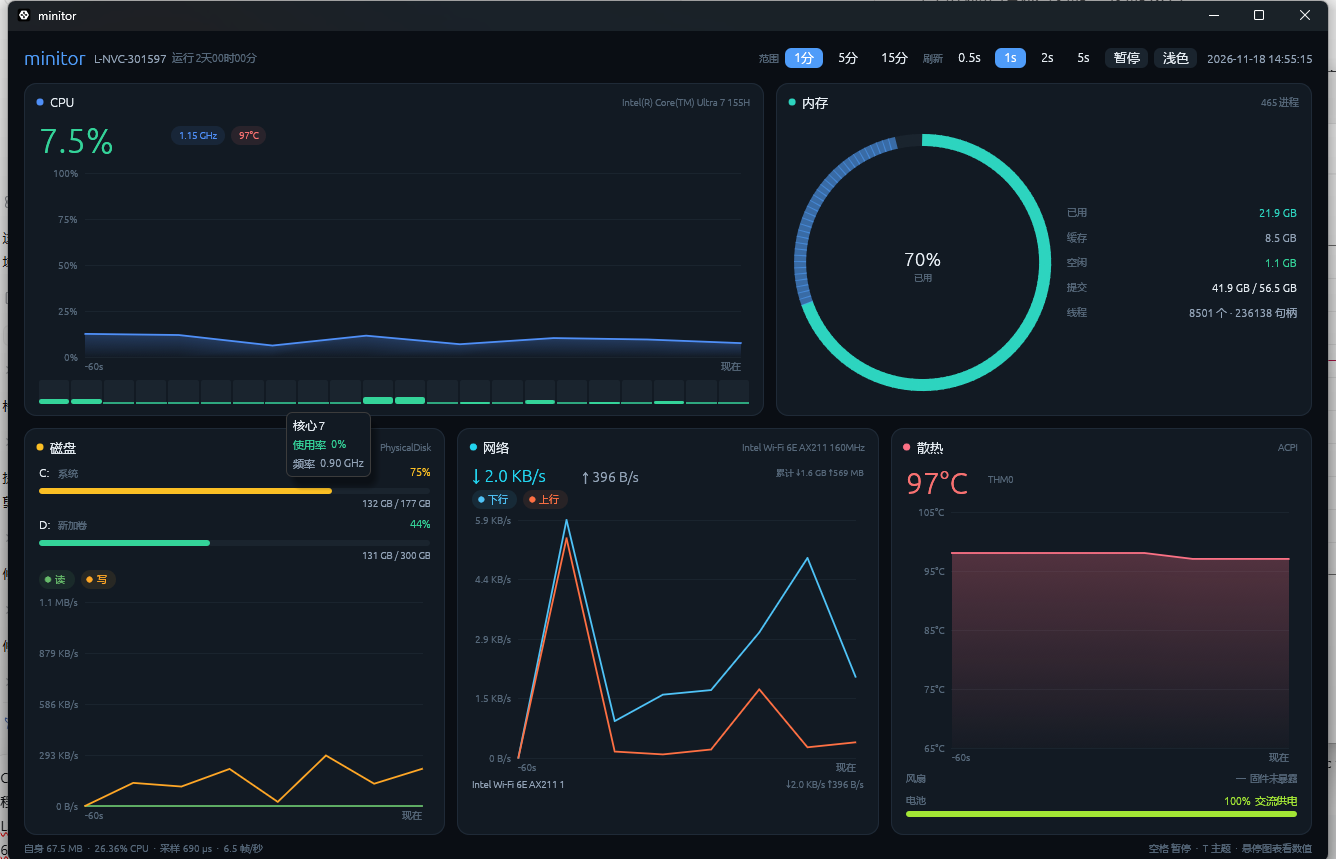 minitor
minitor L-NVC-301597 运行 2天00时00分 范围 1分 5分 15分 刷新 0.5s 1s 2s 5s 暂停 浅色 2026-11-18 14:55:15
CPU Intel(R) Core(TM) Ultra 7 155H
7.5% 1.15 GHz 97°C
100%
75%
50%
25%
0%
-60s 现在
内存 465 进程
70%
已用
已用 21.9 GB
缓存 8.5 GB
空闲 1.1 GB
提交 41.9 GB / 56.5 GB
线程 8501 个 · 236138 句柄
核心 7
使用率 0%
频率 0.90 GHz
磁盘 PhysicalDisk
C: 系统 75%
132 GB / 177 GB
D: 新加卷 44%
131 GB / 300 GB
读 写
1.1 MB/s
879 KB/s
586 KB/s
293 KB/s
0 B/s
-60s 现在
网络 Intel Wi-Fi 6E AX211 160MHz
↓ 2.0 KB/s ↑ 396 B/s 累计 ↓1.6 GB ↑569 MB
下行 上行
5.9 KB/s
4.4 KB/s
2.9 KB/s
1.5 KB/s
0 B/s
-60s 现在
Intel Wi-Fi 6E AX211 1 ↓2.0 KB/s ↑396 B/s
散热 ACPI
97°C THM0
105°C
95°C
85°C
75°C
65°C
-60s 现在
风扇 — 固件未暴露
电池 100% 交流供电
自身 67.5 MB · 26.36% CPU · 采样 690 µs · 6.5 帧/秒 空格 暂停 · T 主题 · 悬停图表看数值